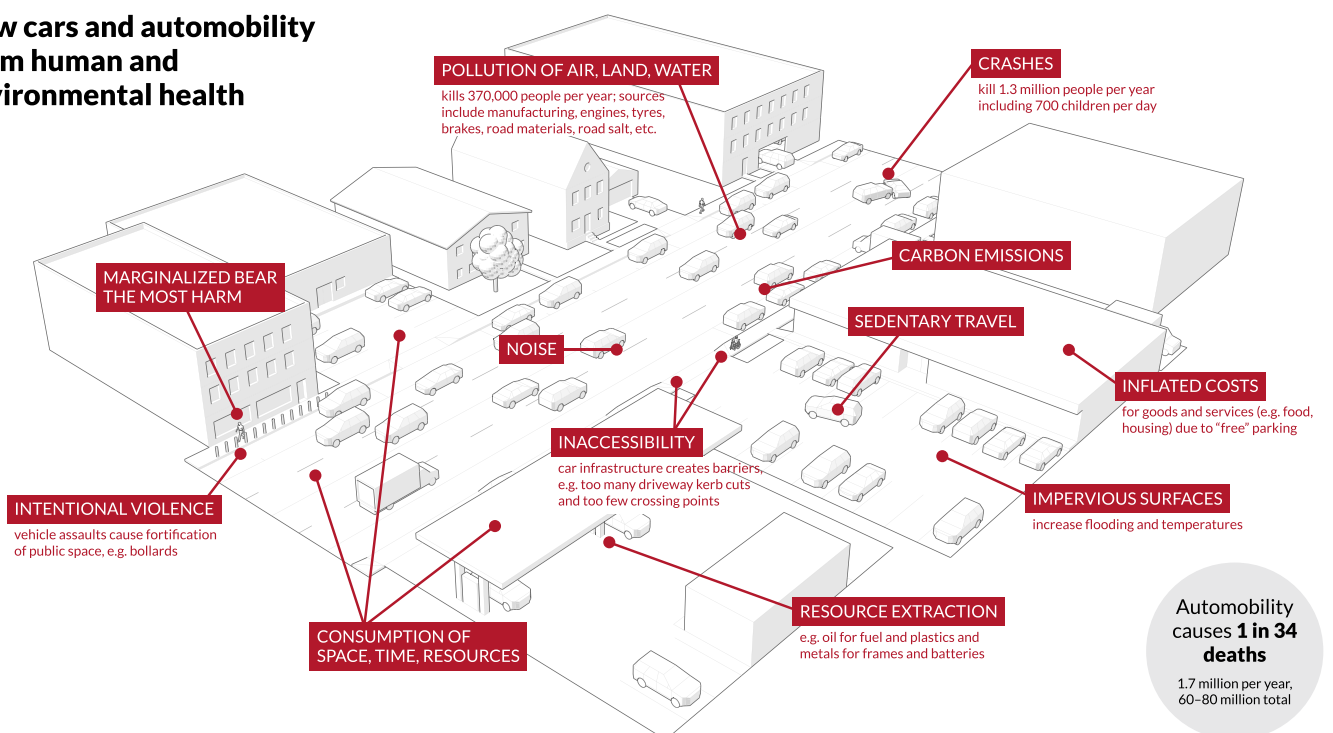 w cars and automobility
m human and
vironmental health
POLLUTION OF AIR, LAND, WATER
kills 370,000 people per year; sources
include manufacturing, engines, tyres,
brakes, road materials, road salt, etc.
CRASHES
kill 1.3 million people per year
including 700 children per day
CARBON EMISSIONS
MARGINALIZED BEAR
THE MOST HARM
SEDENTARY TRAVEL
NOISE
INFLATED COSTS
for goods and services (e.g. food,
housing) due to “free” parking
INACCESSIBILITY
car infrastructure creates barriers,
e.g. too many driveway kerb cuts
and too few crossing points
IMPERVIOUS SURFACES
increase flooding and temperatures
INTENTIONAL VIOLENCE
vehicle assaults cause fortification
of public space, e.g. bollards
RESOURCE EXTRACTION
e.g. oil for fuel and plastics and
metals for frames and batteries
CONSUMPTION OF
SPACE, TIME, RESOURCES
Automobility
causes 1 in 34
deaths
1.7 million per year,
60–80 million total